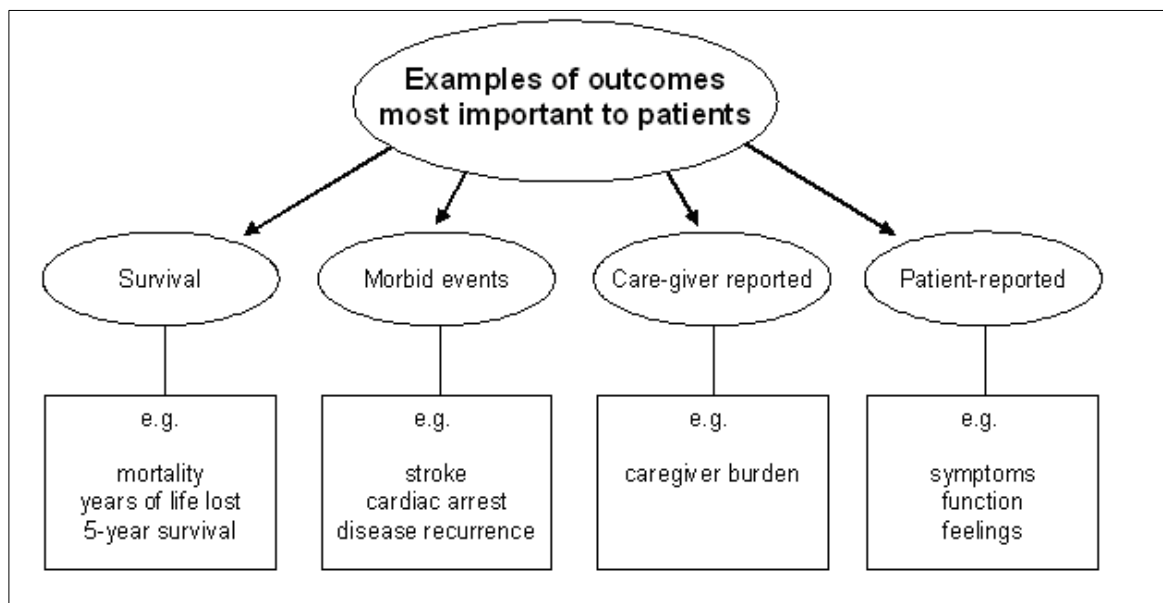 Examples of outcomes
most important to patients
Survival
Morbid events
Care-giver reported
Patient-reported
e.g.
mortality
years of life lost
5-year survival
e.g.
stroke
cardiac arrest
disease recurrence
e.g.
caregiver burden
e.g.
symptoms
function
feelings